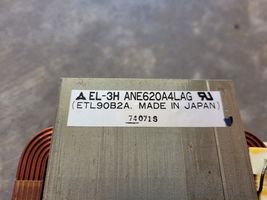 EL-3H ANE620A4LAG
(ETL90B2A. MADE IN JAPAN)
74071S